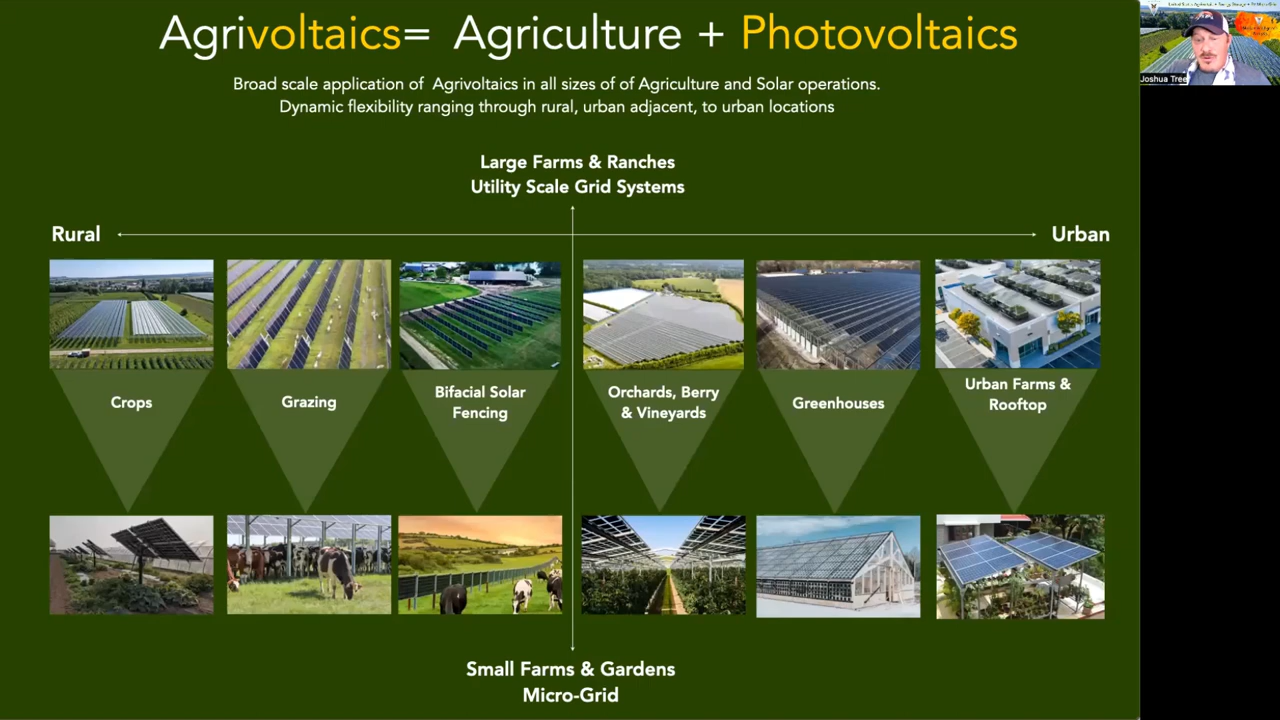 Agrivoltaics= Agriculture + Photovoltaics
Broad scale application of Agrivoltaics in all sizes of of Agriculture and Solar operations.
Dynamic flexibility ranging through rural, urban adjacent, to urban locations
Large Farms & Ranches
Utility Scale Grid Systems
Rural
Urban
Crops
Grazing
Bifacial Solar
Fencing
Orchards, Berry
& Vineyards
Greenhouses
Urban Farms &
Rooftop
Small Farms & Gardens
Micro-Grid
Joshua Tree